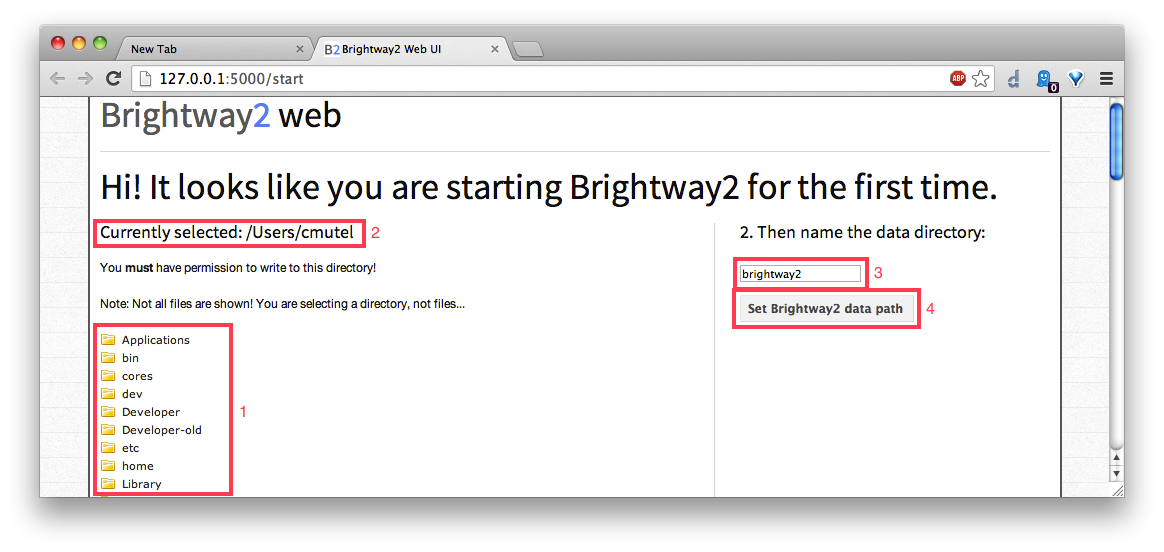 New Tab
B2 Brightway2 Web UI
127.0.0.1:5000/start
ABP
d
0
Brightway2 web
Hi! It looks like you are starting Brightway2 for the first time.
Currently selected: /Users/cmutel
2
You must have permission to write to this directory!
Note: Not all files are shown! You are selecting a directory, not files...
Applications
bin
cores
dev
Developer
1
Developer-old
etc
home
Library
2. Then name the data directory:
brightway2
3
Set Brightway2 data path
4